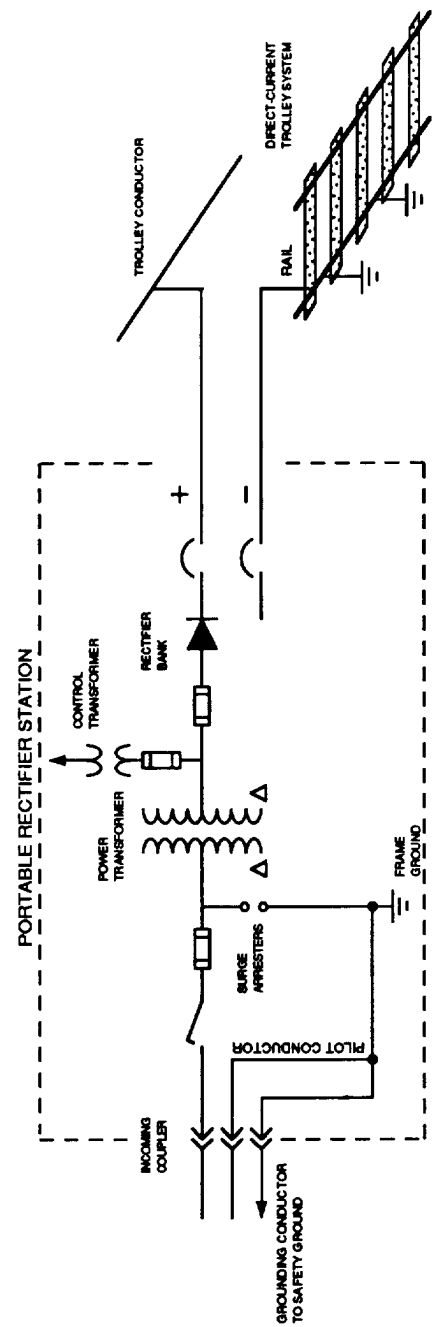 PORTABLE RECTIFIER STATION
INCOMING
COUPLER
GROUNDING CONDUCTOR
TO SAFETY GROUND
PILOT CONDUCTOR
SURGE
ARRESTERS
FRAME
GROUND
POWER
TRANSFORMER
Δ
Δ
CONTROL
TRANSFORMER
RECTIFIER
BANK
+
−
TROLLEY CONDUCTOR
RAIL
DIRECT-CURRENT
TROLLEY SYSTEM